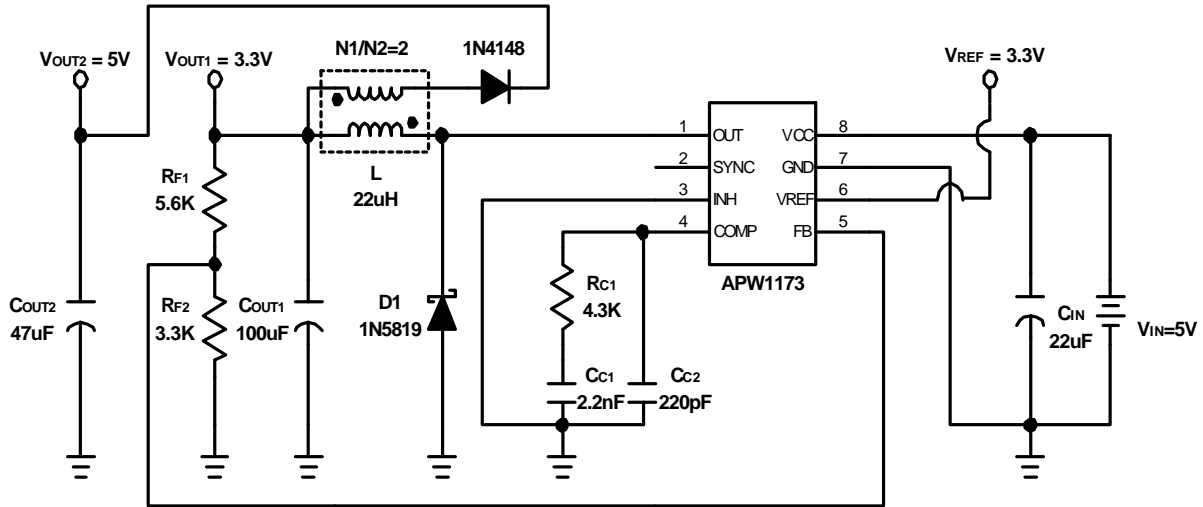 VOUT2 = 5V
VOUT1 = 3.3V
N1/N2=2
1N4148
VREF = 3.3V
L
22uH
RF1
5.6K
RF2
3.3K
COUT2
47uF
COUT1
100uF
D1
1N5819
1
OUT
2
SYNC
3
INH
4
COMP
VCC
8
GND
7
VREF
6
FB
5
APW1173
RC1
4.3K
CC1
2.2nF
CC2
220pF
CIN
22uF
VIN=5V